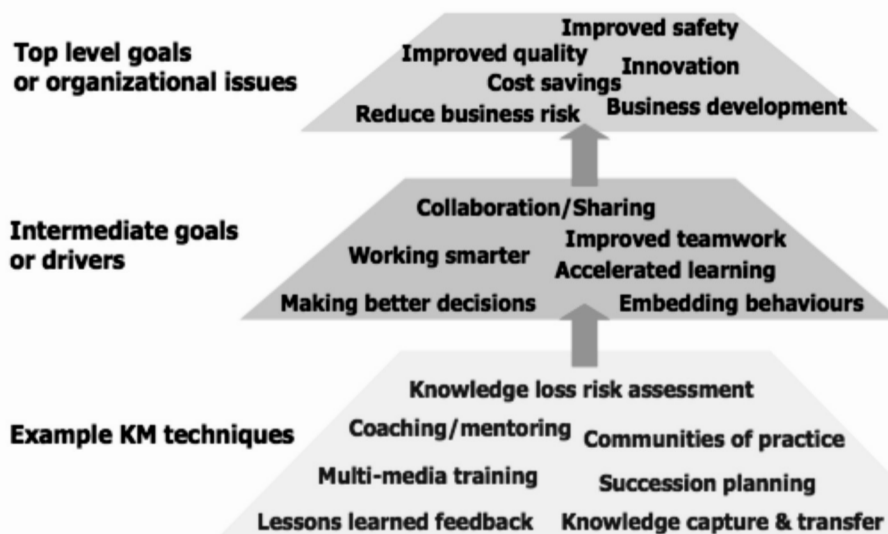 Top level goals
or organizational issues
Improved safety
Improved quality
Innovation
Cost savings
Reduce business risk
Business development
Intermediate goals
or drivers
Collaboration/Sharing
Improved teamwork
Working smarter
Accelerated learning
Making better decisions
Embedding behaviours
Example KM techniques
Knowledge loss risk assessment
Coaching/mentoring
Communities of practice
Multi-media training
Succession planning
Lessons learned feedback
Knowledge capture & transfer